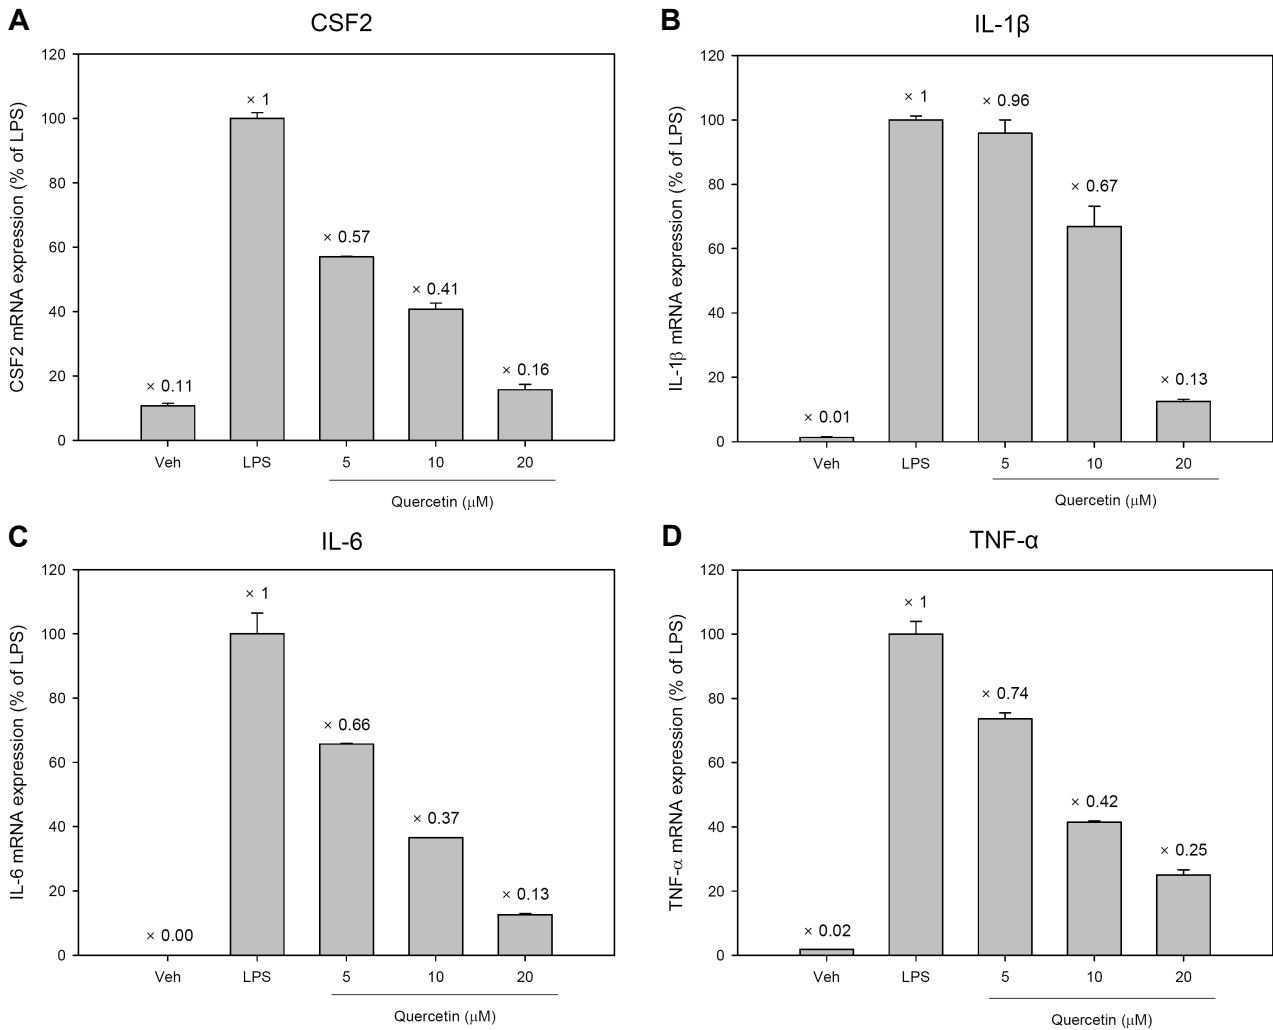 A
CSF2
CSF2 mRNA expression (% of LPS)
120
100
80
60
40
20
0
× 0.11
× 1
× 0.57
× 0.41
× 0.16
Veh LPS 5 10 20
Quercetin (μM)
B
IL-1β
IL-1β mRNA expression (% of LPS)
120
100
80
60
40
20
0
× 0.01
× 1
× 0.96
× 0.67
× 0.13
Veh LPS 5 10 20
Quercetin (μM)
C
IL-6
IL-6 mRNA expression (% of LPS)
120
100
80
60
40
20
0
× 0.00
× 1
× 0.66
× 0.37
× 0.13
Veh LPS 5 10 20
Quercetin (μM)
D
TNF-α
TNF-α mRNA expression (% of LPS)
120
100
80
60
40
20
0
× 0.02
× 1
× 0.74
× 0.42
× 0.25
Veh LPS 5 10 20
Quercetin (μM)